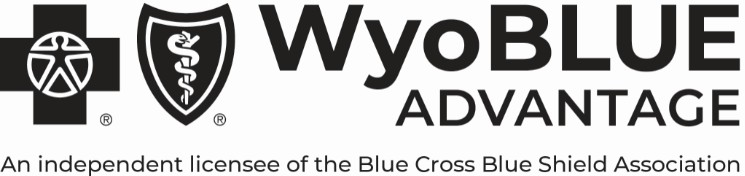 ® ® WyoBLUE
ADVANTAGE
An independent licensee of the Blue Cross Blue Shield Association